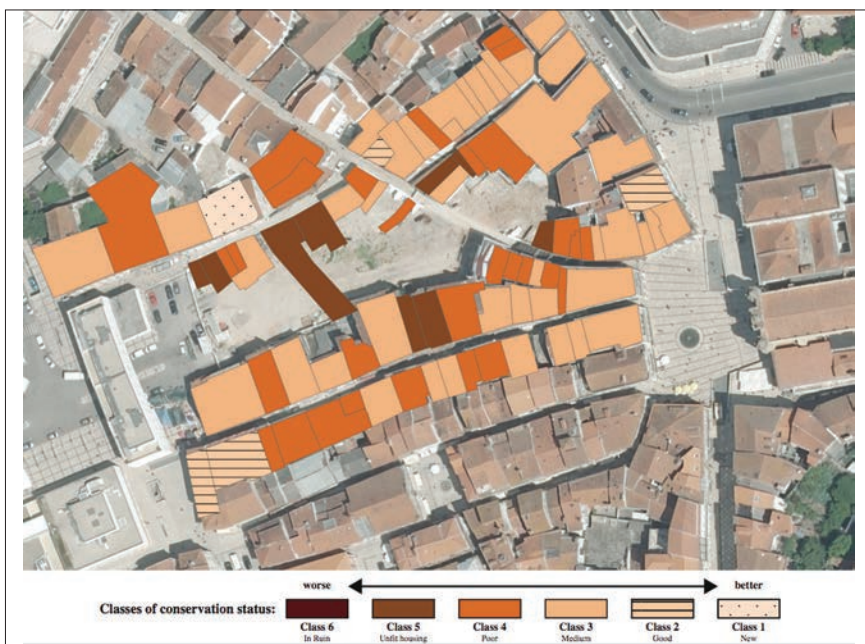 worse better
Classes of conservation status:
Class 6 Class 5 Class 4 Class 3 Class 2 Class 1
In Ruin Unfit housing Poor Medium Good New